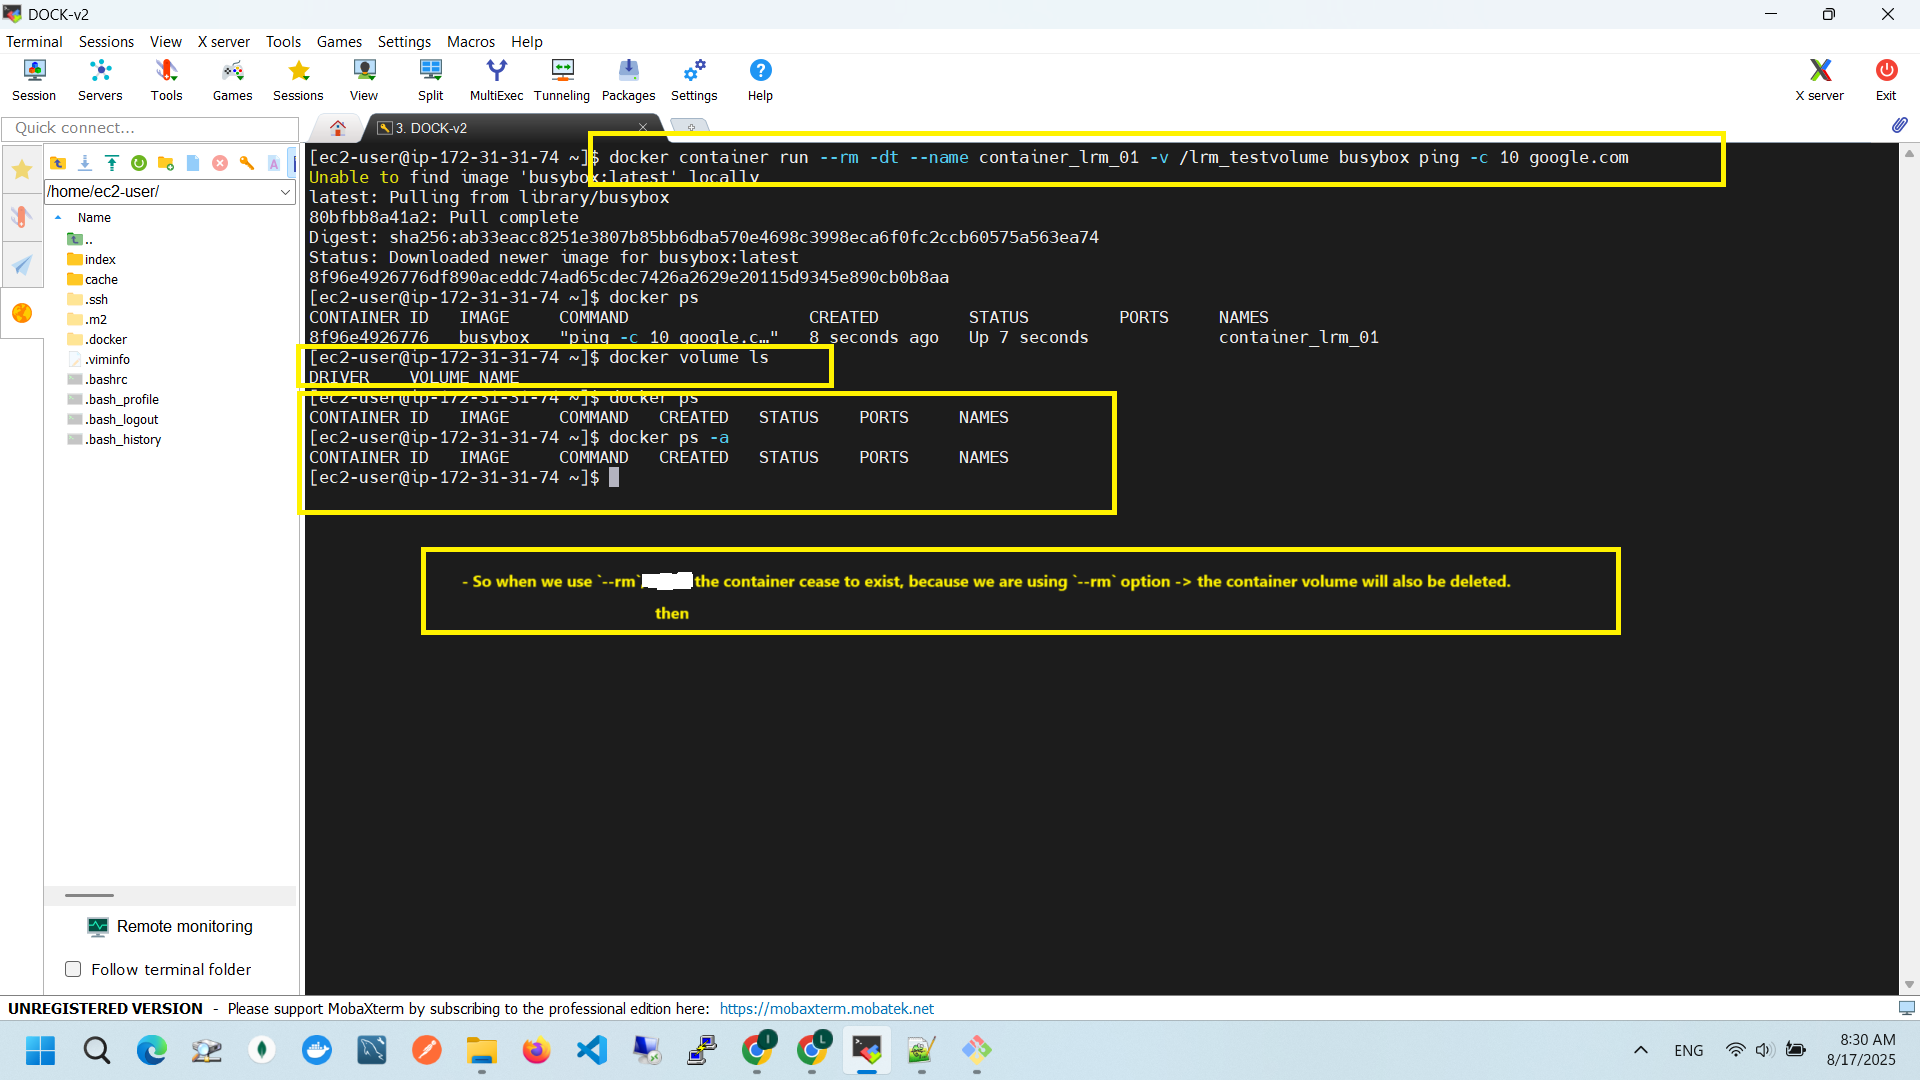 DOCK-v2
Terminal Sessions View X server Tools Games Settings Macros Help
Session Servers Tools Games Sessions View Split MultiExec Tunneling Packages Settings Help X server Exit
Quick connect...
3. DOCK-v2
/home/ec2-user/
Name
..
index
cache
.ssh
.m2
.docker
.viminfo
.bashrc
.bash_profile
.bash_logout
.bash_history
Remote monitoring
Follow terminal folder
[ec2-user@ip-172-31-31-74 ~]$ docker container run --rm -dt --name container_lrm_01 -v /lrm_testvolume busybox ping -c 10 google.com
Unable to find image 'busybox:latest' locally
latest: Pulling from library/busybox
80bfbb8a41a2: Pull complete
Digest: sha256:ab33eacc8251e3807b85bb6dba570e4698c3998eca6f0fc2ccb60575a563ea74
Status: Downloaded newer image for busybox:latest
8f96e4926776df890aceddc74ad65cdec7426a2629e20115d9345e890cb0b8aa
[ec2-user@ip-172-31-31-74 ~]$ docker ps
CONTAINER ID IMAGE COMMAND CREATED STATUS PORTS NAMES
8f96e4926776 busybox "ping -c 10 google.c…" 8 seconds ago Up 7 seconds container_lrm_01
[ec2-user@ip-172-31-31-74 ~]$ docker volume ls
DRIVER VOLUME NAME
[ec2-user@ip-172-31-31-74 ~]$ docker ps
CONTAINER ID IMAGE COMMAND CREATED STATUS PORTS NAMES
[ec2-user@ip-172-31-31-74 ~]$ docker ps -a
CONTAINER ID IMAGE COMMAND CREATED STATUS PORTS NAMES
[ec2-user@ip-172-31-31-74 ~]$
- So when we use `--rm` the container cease to exist, because we are using `--rm` option -> the container volume will also be deleted.
then
UNREGISTERED VERSION - Please support MobaXterm by subscribing to the professional edition here: https://mobaxterm.mobatek.net
ENG
8:30 AM
8/17/2025